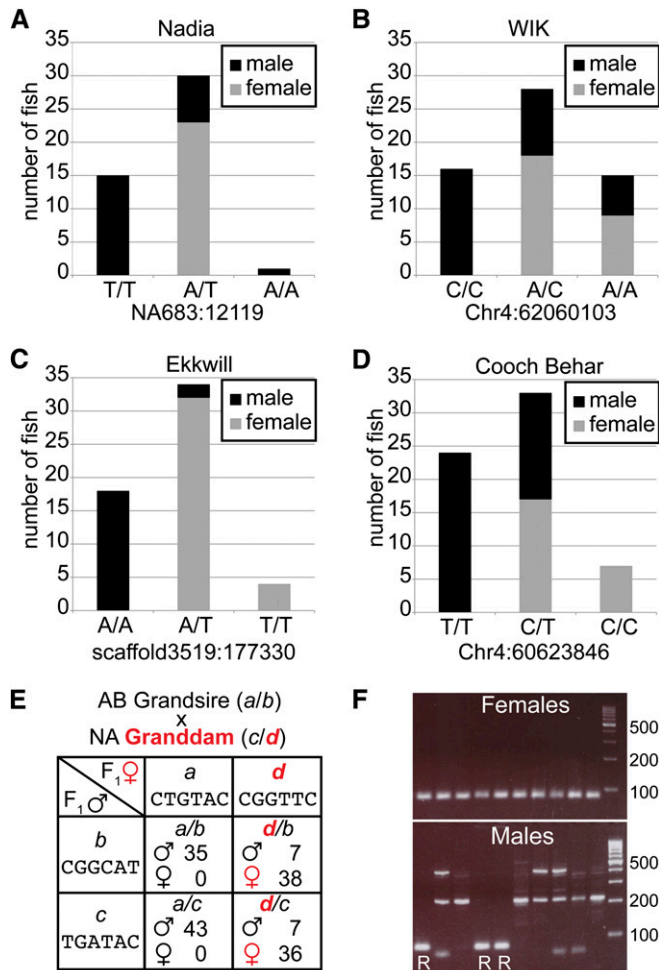 A
Nadia
35
30
25
20
15
10
5
0
number of fish
male
female
T/T A/T A/A
NA683:12119
B
WIK
35
30
25
20
15
10
5
0
number of fish
male
female
C/C A/C A/A
Chr4:62060103
C
Ekkwill
35
30
25
20
15
10
5
0
number of fish
male
female
A/A A/T T/T
scaffold3519:177330
D
Cooch Behar
35
30
25
20
15
10
5
0
number of fish
male
female
T/T C/T C/C
Chr4:60623846
E
AB Grandsire (a/b)
x
NA Granddam (c/d)
F1♀
F1♂
a
CTGTAC
d
CGGTTC
b
CGGCAT
a/b
♂ 35
♀ 0
d/b
♂ 7
♀ 38
c
TGATAC
a/c
♂ 43
♀ 0
d/c
♂ 7
♀ 36
F
Females
500
200
100
Males
500
200
100
R R R